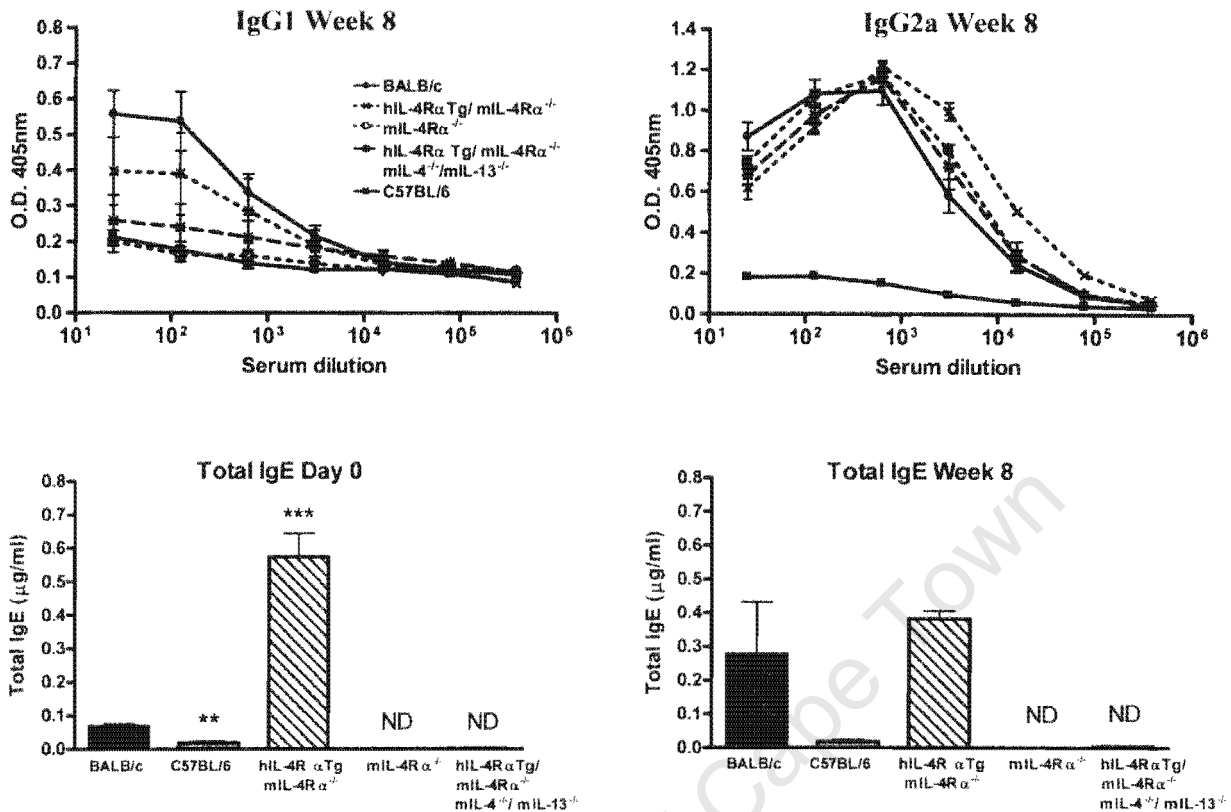 IgG1 Week 8
0.8
0.7
0.6
0.5
0.4
0.3
0.2
0.1
0.0
O.D. 405nm
10¹ 10² 10³ 10⁴ 10⁵ 10⁶
Serum dilution
BALB/c
hIL-4RαTg/ mIL-4Rα⁻/⁻
mIL-4Rα⁻/⁻
hIL-4Rα Tg/ mIL-4Rα⁻/⁻
mIL-4⁻/⁻/mIL-13⁻/⁻
C57BL/6
IgG2a Week 8
1.4
1.2
1.0
0.8
0.6
0.4
0.2
0.0
O.D. 405nm
10¹ 10² 10³ 10⁴ 10⁵ 10⁶
Serum dilution
Total IgE Day 0
0.8
0.7
0.6
0.5
0.4
0.3
0.2
0.1
0.0
Total IgE (µg/ml)
**
***
ND
ND
BALB/c
C57BL/6
hIL-4R αTg
mIL-4Rα⁻/⁻
mIL-4Rα⁻/⁻
hIL-4R αTg/
mIL-4Rα⁻/⁻
mIL-4⁻/⁻/ mIL-13⁻/⁻
Total IgE Week 8
0.8
0.7
0.6
0.5
0.4
0.3
0.2
0.1
0.0
Total IgE (µg/ml)
ND
ND
BALB/c
C57BL/6
hIL-4R αTg
mIL-4Rα⁻/⁻
mIL-4Rα⁻/⁻
hIL-4R αTg/
mIL-4Rα⁻/⁻
mIL-4⁻/⁻/ mIL-13⁻/⁻
Cape Town